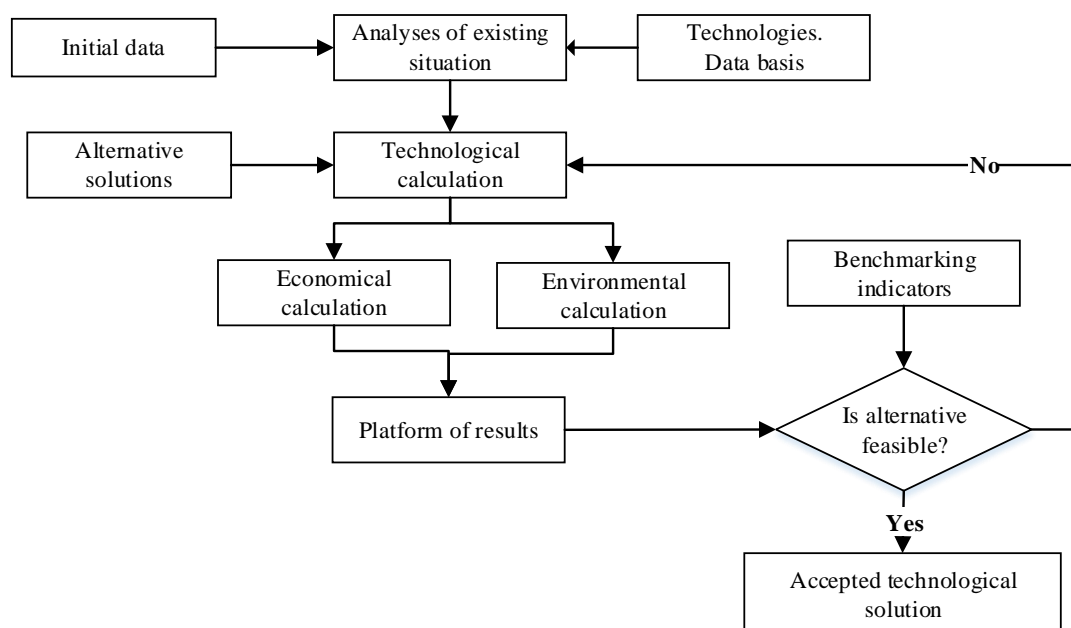 Initial data
Analyses of existing
situation
Technologies.
Data basis
Alternative
solutions
Technological
calculation
No
Economical
calculation
Environmental
calculation
Benchmarking
indicators
Platform of results
Is alternative
feasible?
Yes
Accepted technological
solution